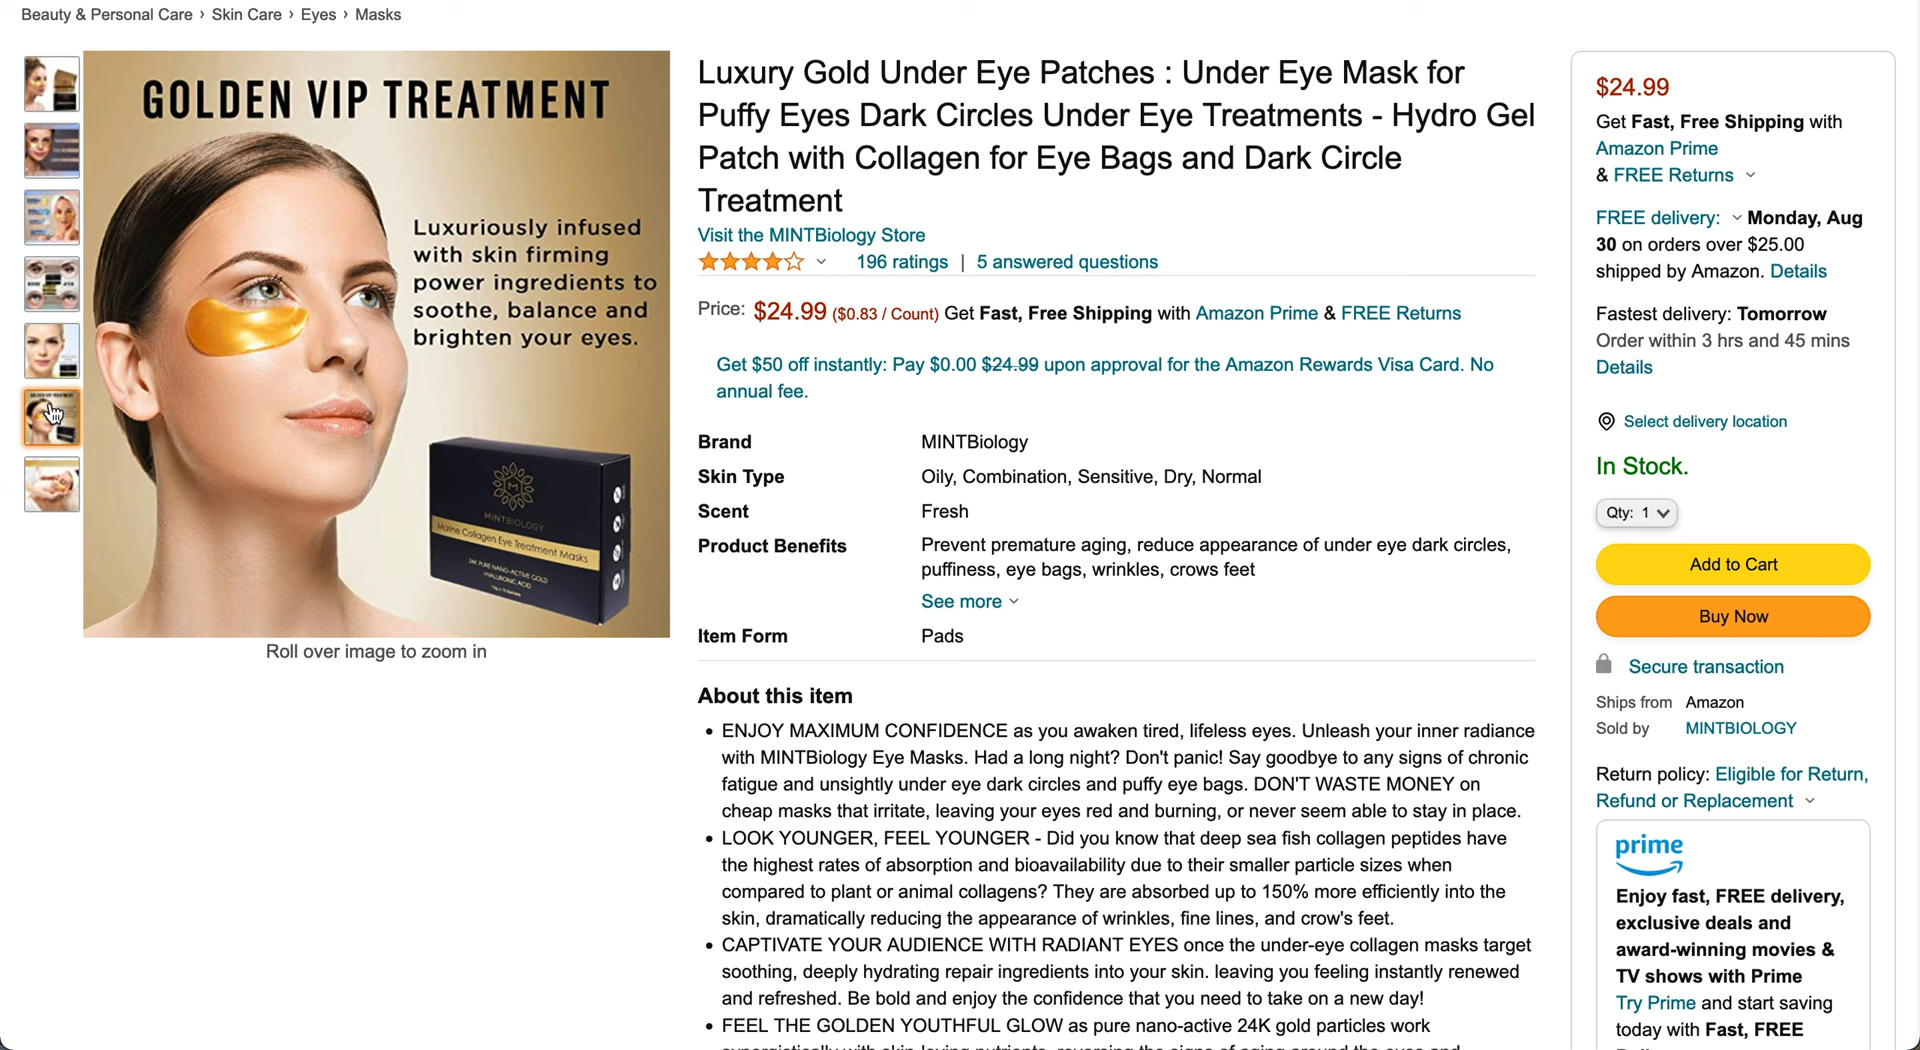 Beauty & Personal Care › Skin Care › Eyes › Masks
GOLDEN VIP TREATMENT
Luxuriously infused
with skin firming
power ingredients to
soothe, balance and
brighten your eyes.
MINTBIOLOGY
Marine Collagen Eye Treatment Masks
24K PURE NANO-ACTIVE GOLD
HYALURONIC ACID
Roll over image to zoom in
Luxury Gold Under Eye Patches : Under Eye Mask for
Puffy Eyes Dark Circles Under Eye Treatments - Hydro Gel
Patch with Collagen for Eye Bags and Dark Circle
Treatment
Visit the MINTBiology Store
196 ratings | 5 answered questions
Price: $24.99 ($0.83 / Count) Get Fast, Free Shipping with Amazon Prime & FREE Returns
Get $50 off instantly: Pay $0.00 $24.99 upon approval for the Amazon Rewards Visa Card. No
annual fee.
Brand MINTBiology
Skin Type Oily, Combination, Sensitive, Dry, Normal
Scent Fresh
Product Benefits Prevent premature aging, reduce appearance of under eye dark circles,
puffiness, eye bags, wrinkles, crows feet
See more
Item Form Pads
About this item
• ENJOY MAXIMUM CONFIDENCE as you awaken tired, lifeless eyes. Unleash your inner radiance
with MINTBiology Eye Masks. Had a long night? Don't panic! Say goodbye to any signs of chronic
fatigue and unsightly under eye dark circles and puffy eye bags. DON'T WASTE MONEY on
cheap masks that irritate, leaving your eyes red and burning, or never seem able to stay in place.
• LOOK YOUNGER, FEEL YOUNGER - Did you know that deep sea fish collagen peptides have
the highest rates of absorption and bioavailability due to their smaller particle sizes when
compared to plant or animal collagens? They are absorbed up to 150% more efficiently into the
skin, dramatically reducing the appearance of wrinkles, fine lines, and crow's feet.
• CAPTIVATE YOUR AUDIENCE WITH RADIANT EYES once the under-eye collagen masks target
soothing, deeply hydrating repair ingredients into your skin. leaving you feeling instantly renewed
and refreshed. Be bold and enjoy the confidence that you need to take on a new day!
• FEEL THE GOLDEN YOUTHFUL GLOW as pure nano-active 24K gold particles work
$24.99
Get Fast, Free Shipping with
Amazon Prime
& FREE Returns
FREE delivery: Monday, Aug
30 on orders over $25.00
shipped by Amazon. Details
Fastest delivery: Tomorrow
Order within 3 hrs and 45 mins
Details
Select delivery location
In Stock.
Qty: 1
Add to Cart
Buy Now
Secure transaction
Ships from Amazon
Sold by MINTBIOLOGY
Return policy: Eligible for Return,
Refund or Replacement
prime
Enjoy fast, FREE delivery,
exclusive deals and
award-winning movies &
TV shows with Prime
Try Prime and start saving
today with Fast, FREE